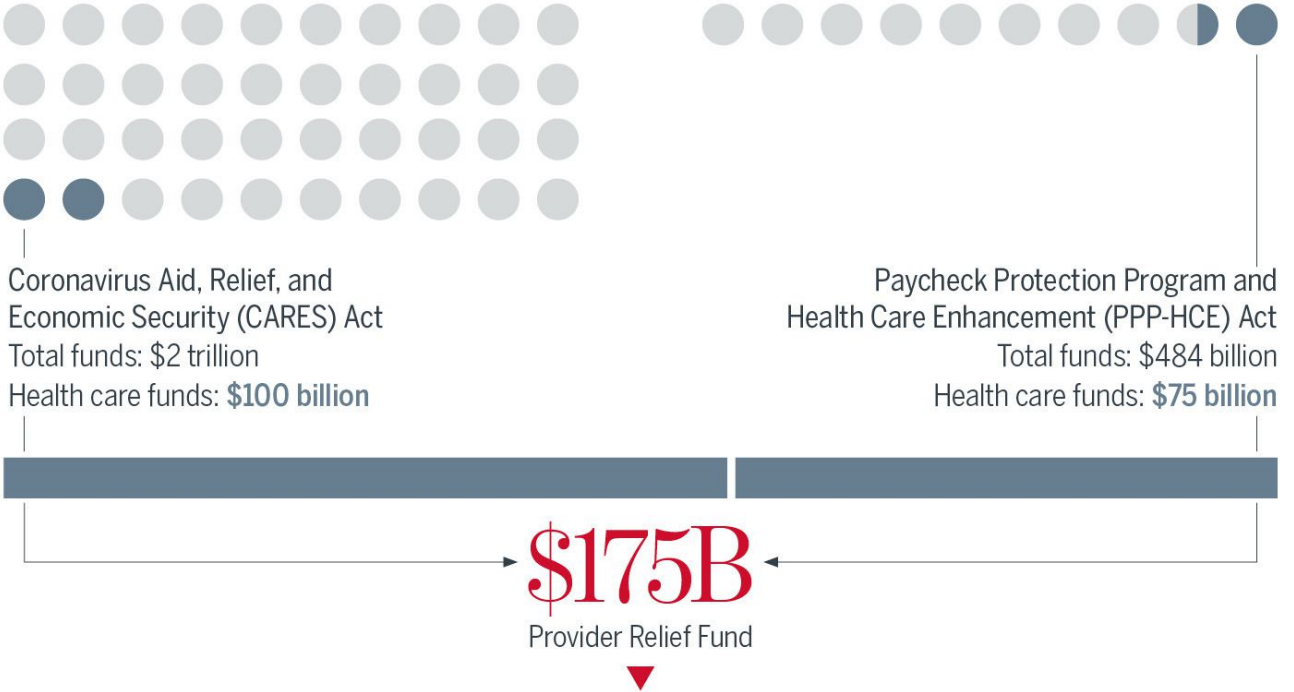 Coronavirus Aid, Relief, and
Economic Security (CARES) Act
Total funds: $2 trillion
Health care funds: $100 billion
Paycheck Protection Program and
Health Care Enhancement (PPP-HCE) Act
Total funds: $484 billion
Health care funds: $75 billion
$175B
Provider Relief Fund